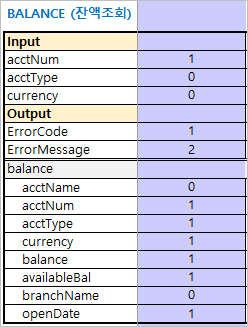 BALANCE (잔액조회)
Input
acctNum 1
acctType 0
currency 0
Output
ErrorCode 1
ErrorMessage 2
balance
acctName 0
acctNum 1
acctType 1
currency 1
balance 1
availableBal 1
branchName 0
openDate 1